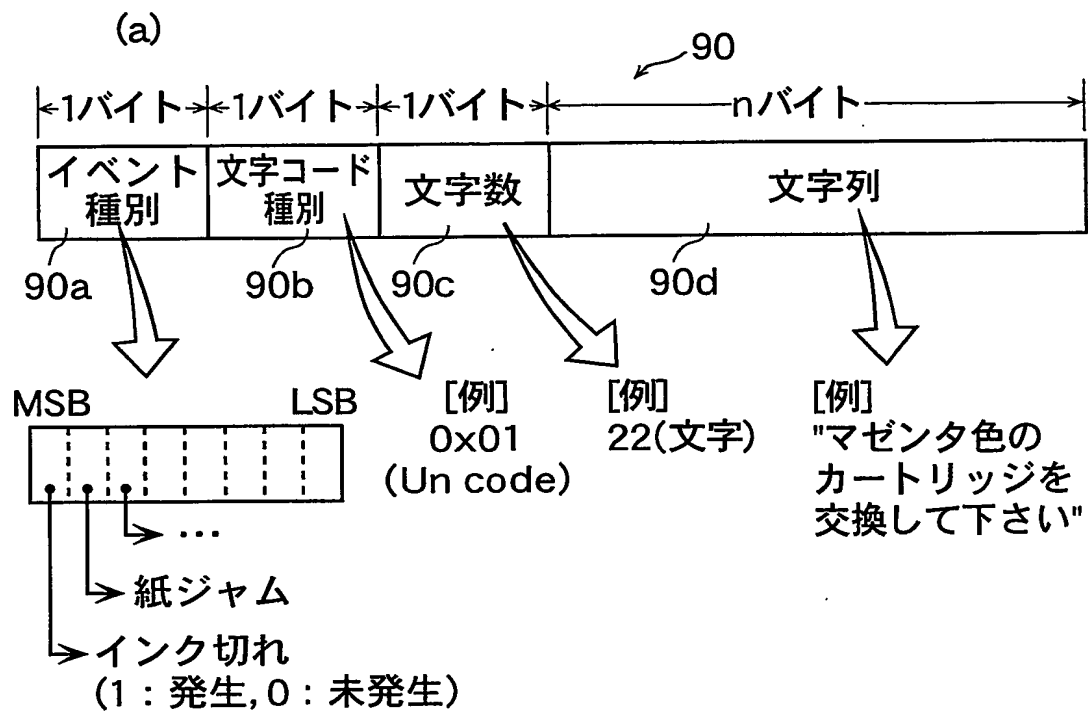 (a)
90
1バイト 1バイト 1バイト nバイト
イベント 文字コード 文字数 文字列
種別 種別
90a 90b 90c 90d
MSB LSB
[例] [例] [例]
0x01 22(文字) "マゼンタ色の
(Un code) カートリッジを
交換して下さい"
…
紙ジャム
インク切れ
(1:発生,0:未発生)